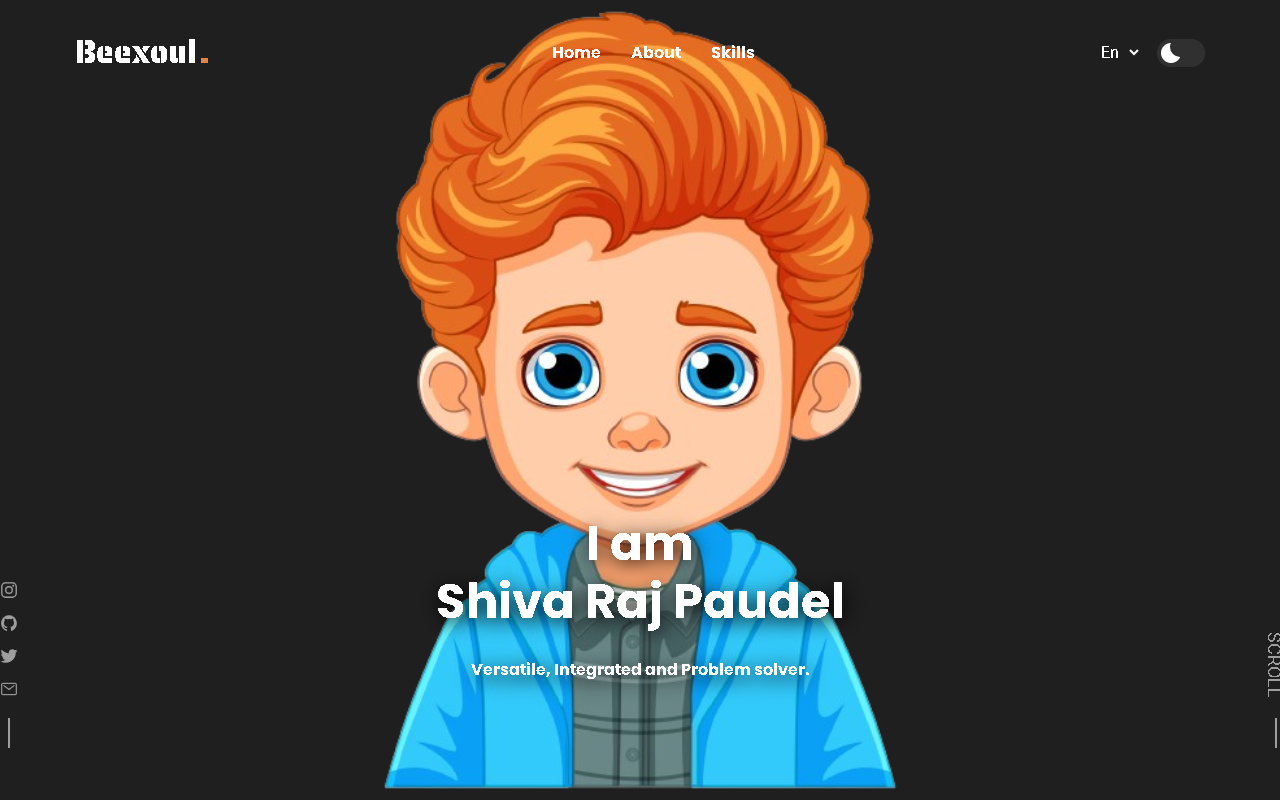 Beexoul.
Home About Skills
En
I am
Shiva Raj Paudel
Versatile, Integrated and Problem solver.
SCROLL